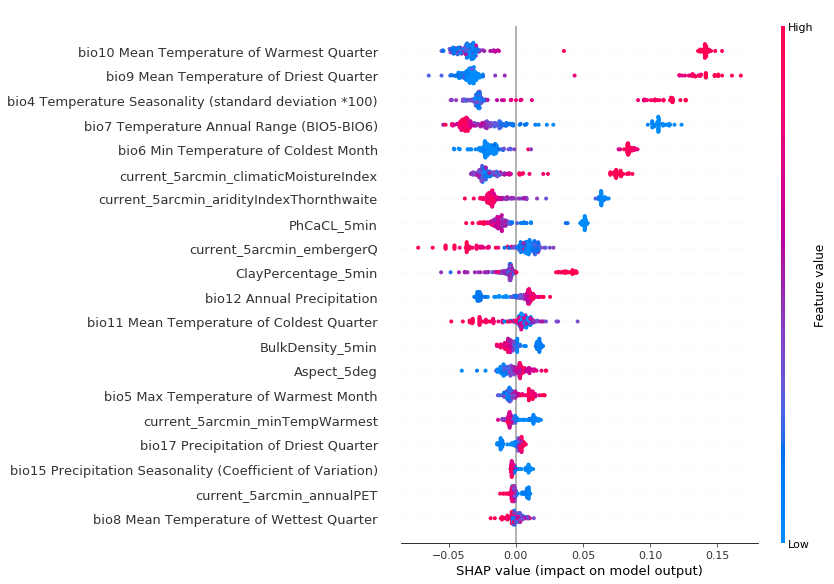 High
bio10 Mean Temperature of Warmest Quarter
bio9 Mean Temperature of Driest Quarter
bio4 Temperature Seasonality (standard deviation *100)
bio7 Temperature Annual Range (BIO5-BIO6)
bio6 Min Temperature of Coldest Month
current_5arcmin_climaticMoistureIndex
current_5arcmin_aridityIndexThornthwaite
PhCaCL_5min
current_5arcmin_embergerQ
ClayPercentage_5min
bio12 Annual Precipitation
bio11 Mean Temperature of Coldest Quarter
BulkDensity_5min
Aspect_5deg
bio5 Max Temperature of Warmest Month
current_5arcmin_minTempWarmest
bio17 Precipitation of Driest Quarter
bio15 Precipitation Seasonality (Coefficient of Variation)
current_5arcmin_annualPET
bio8 Mean Temperature of Wettest Quarter
Feature value
Low
−0.05 0.00 0.05 0.10 0.15
SHAP value (impact on model output)